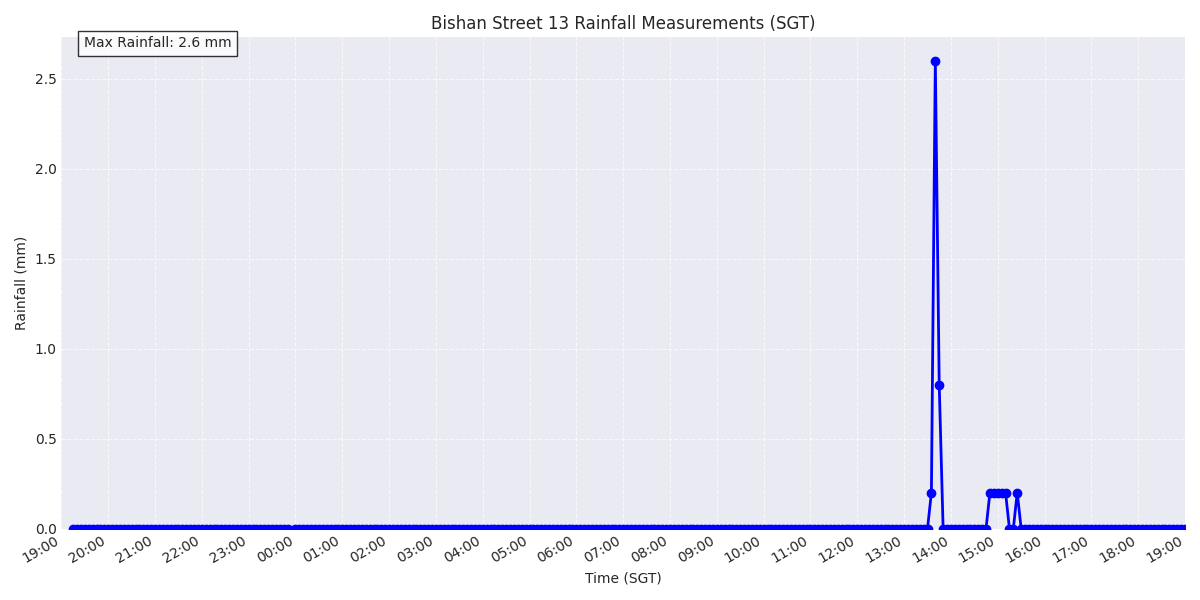 Bishan Street 13 Rainfall Measurements (SGT)
Max Rainfall: 2.6 mm
2.5
2.0
1.5
1.0
0.5
0.0
Rainfall (mm)
19:00 20:00 21:00 22:00 23:00 00:00 01:00 02:00 03:00 04:00 05:00 06:00 07:00 08:00 09:00 10:00 11:00 12:00 13:00 14:00 15:00 16:00 17:00 18:00 19:00
Time (SGT)